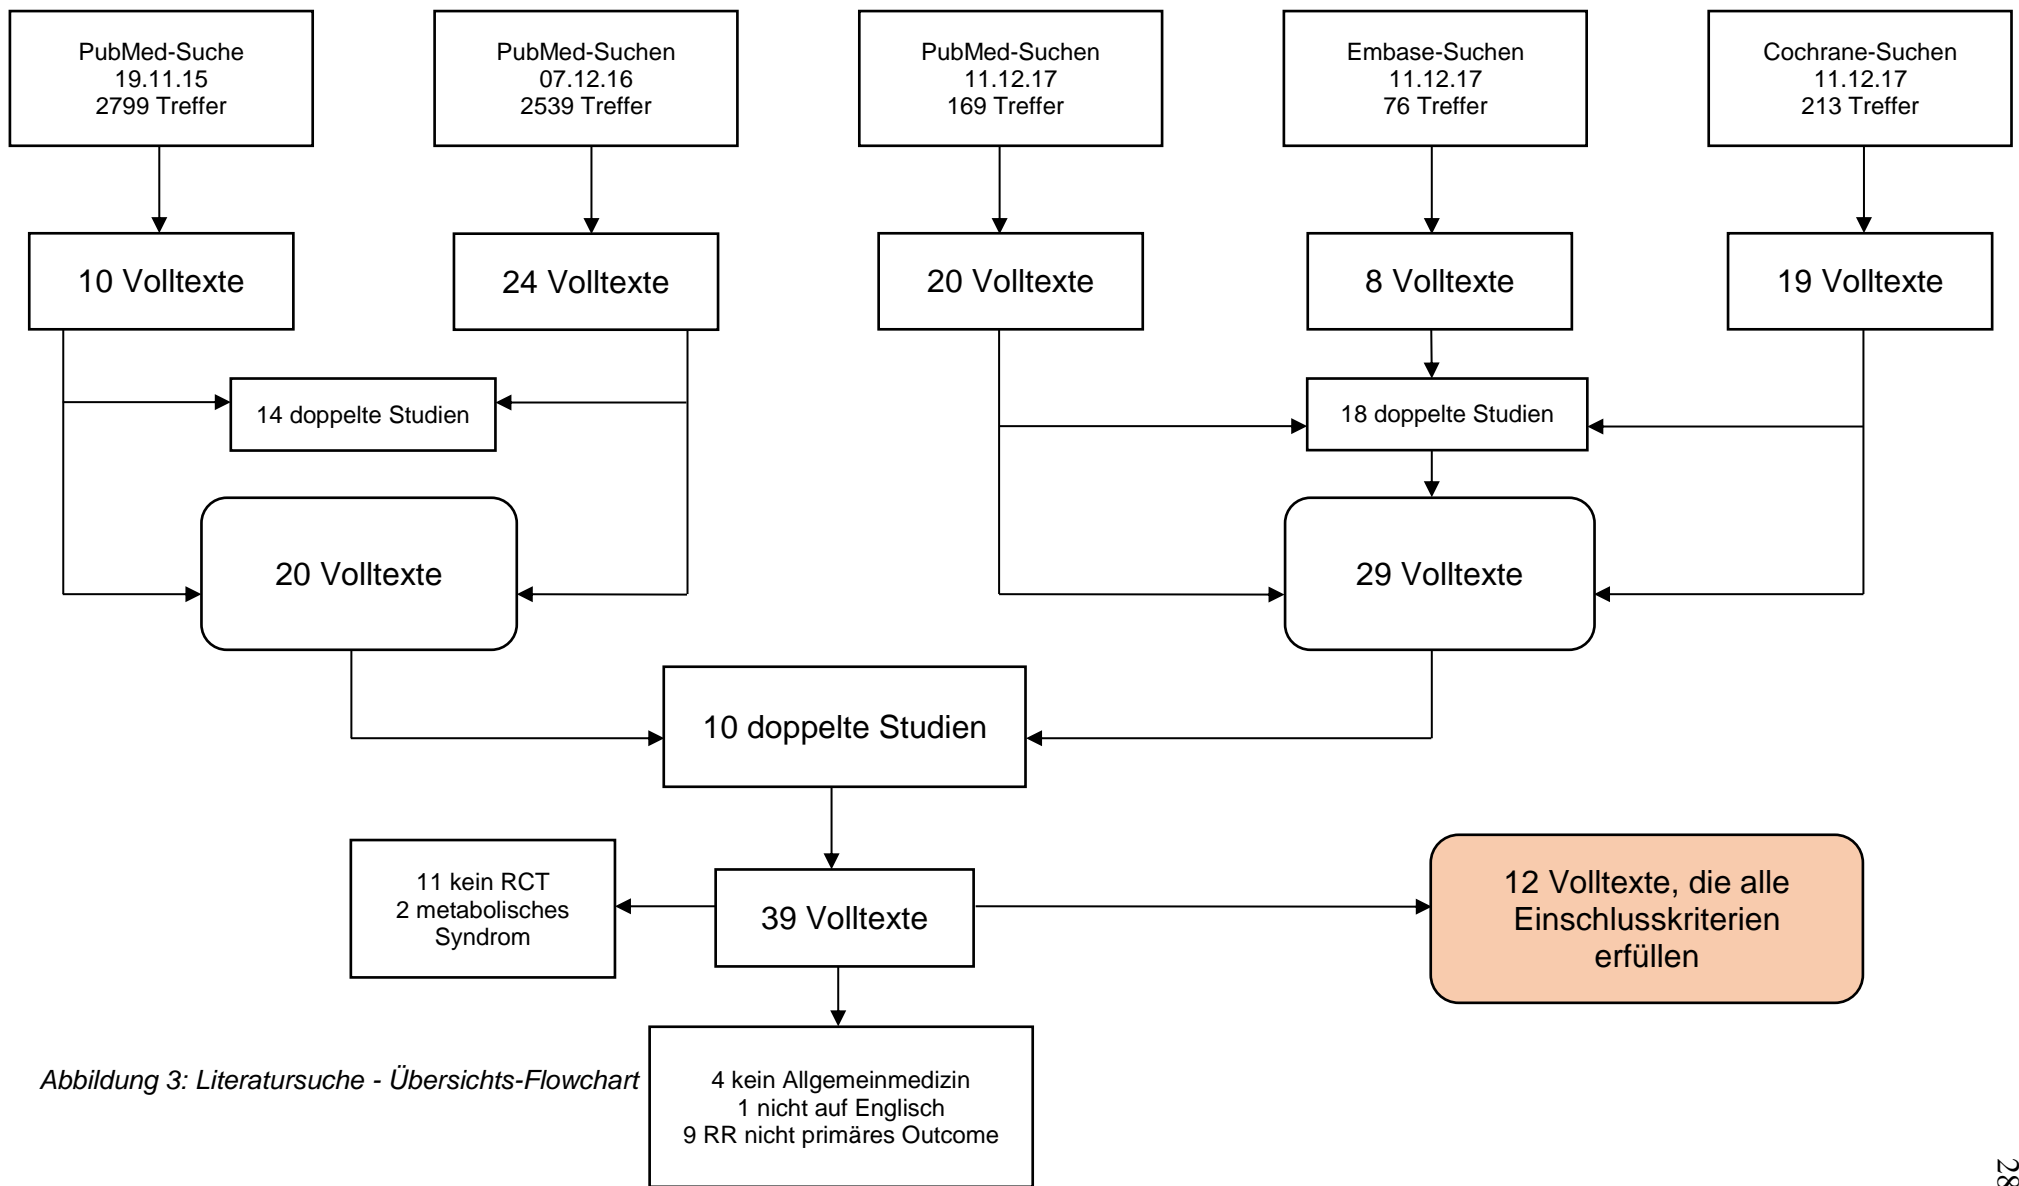 PubMed-Suche
19.11.15
2799 Treffer
PubMed-Suchen
07.12.16
2539 Treffer
PubMed-Suchen
11.12.17
169 Treffer
Embase-Suchen
11.12.17
76 Treffer
Cochrane-Suchen
11.12.17
213 Treffer
10 Volltexte
24 Volltexte
20 Volltexte
8 Volltexte
19 Volltexte
14 doppelte Studien
18 doppelte Studien
20 Volltexte
29 Volltexte
10 doppelte Studien
11 kein RCT
2 metabolisches
Syndrom
39 Volltexte
12 Volltexte, die alle
Einschlusskriterien
erfüllen
4 kein Allgemeinmedizin
1 nicht auf Englisch
9 RR nicht primäres Outcome
Abbildung 3: Literatursuche - Übersichts-Flowchart
28